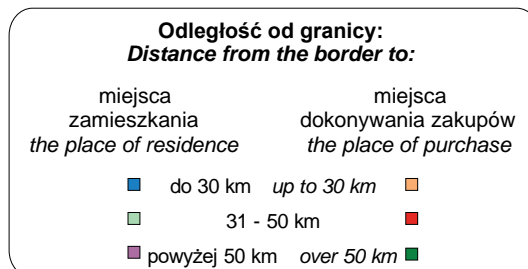 Odległość od granicy:
Distance from the border to:
miejsca
zamieszkania
the place of residence
miejsca
dokonywania zakupów
the place of purchase
do 30 km up to 30 km
31 - 50 km
powyżej 50 km over 50 km